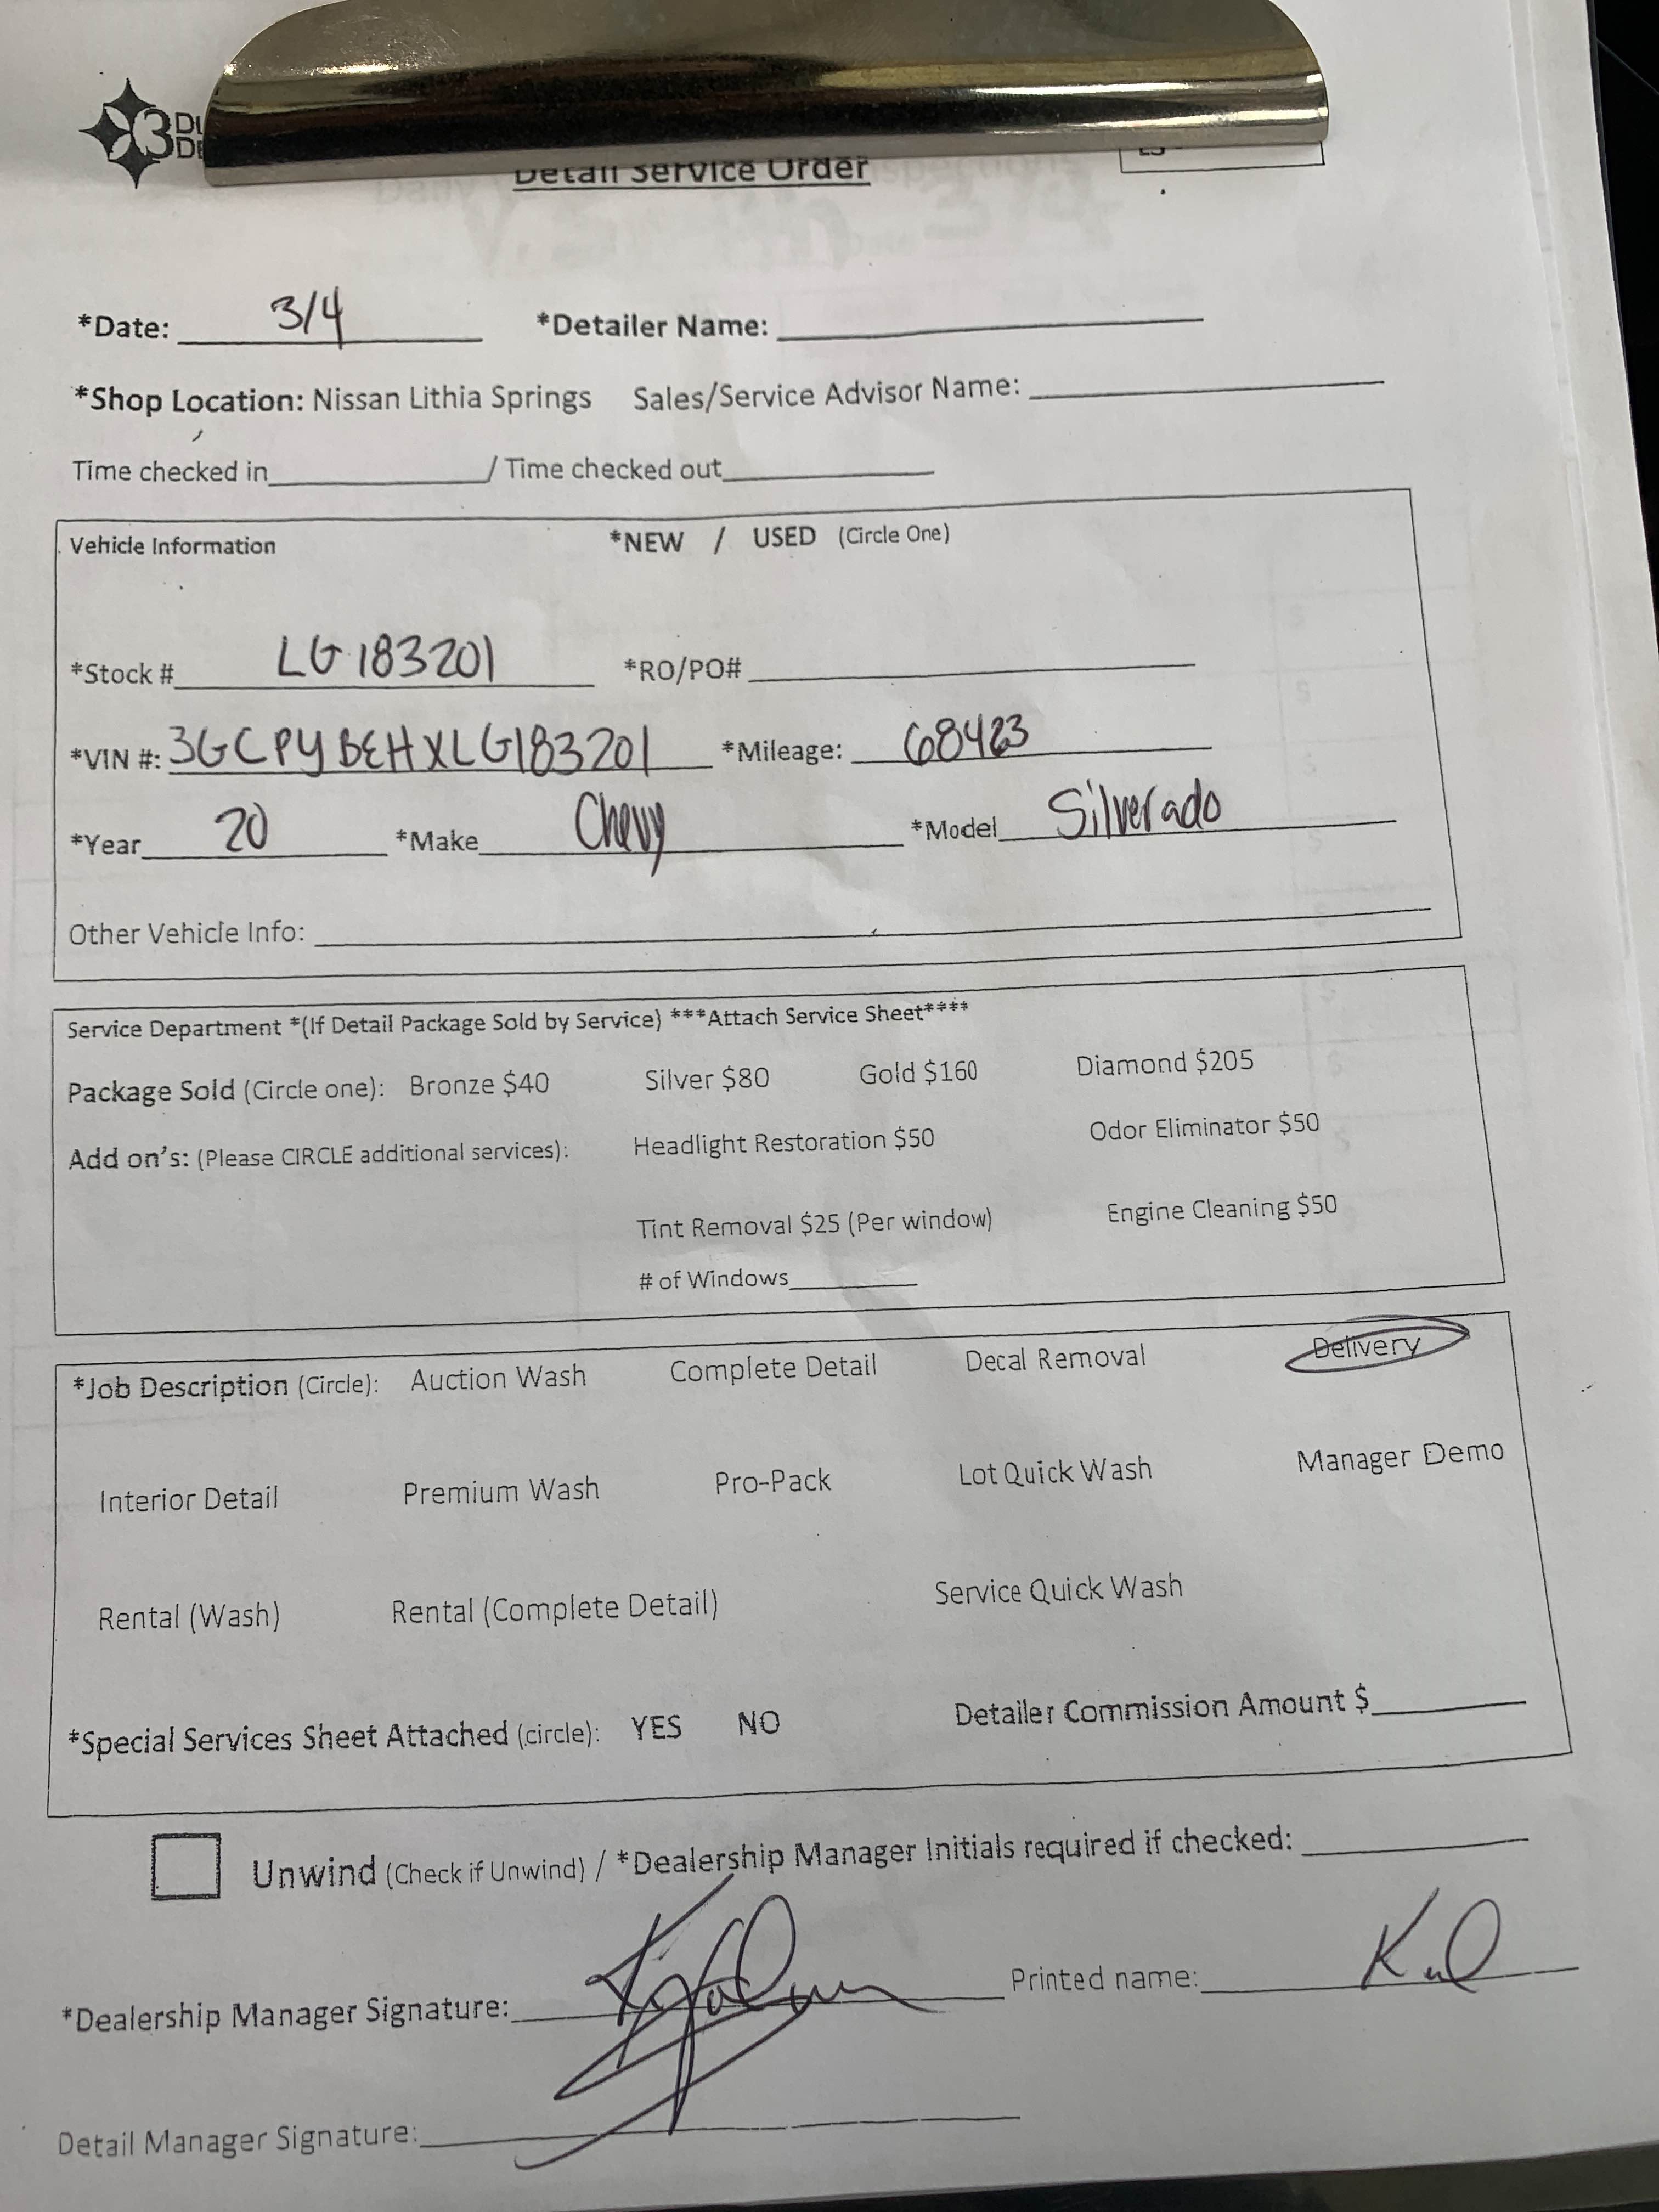 3 DU
DE
Detail Service Order
*Date: 3/4 *Detailer Name:
*Shop Location: Nissan Lithia Springs Sales/Service Advisor Name:
Time checked in / Time checked out
Vehicle Information *NEW / USED (Circle One)
*Stock # LG183201 *RO/PO#
*VIN #: 3GCPYBEHXLG183201 *Mileage: 68423
*Year 20 *Make Chevy *Model Silverado
Other Vehicle Info:
Service Department *(If Detail Package Sold by Service) ***Attach Service Sheet****
Package Sold (Circle one): Bronze $40 Silver $80 Gold $160 Diamond $205
Add on's: (Please CIRCLE additional services): Headlight Restoration $50 Odor Eliminator $50
Tint Removal $25 (Per window) Engine Cleaning $50
# of Windows
*Job Description (Circle): Auction Wash Complete Detail Decal Removal Delivery
Interior Detail Premium Wash Pro-Pack Lot Quick Wash Manager Demo
Rental (Wash) Rental (Complete Detail) Service Quick Wash
*Special Services Sheet Attached (circle): YES NO Detailer Commission Amount $
Unwind (Check if Unwind) / *Dealership Manager Initials required if checked:
*Dealership Manager Signature: Printed name:
Detail Manager Signature: